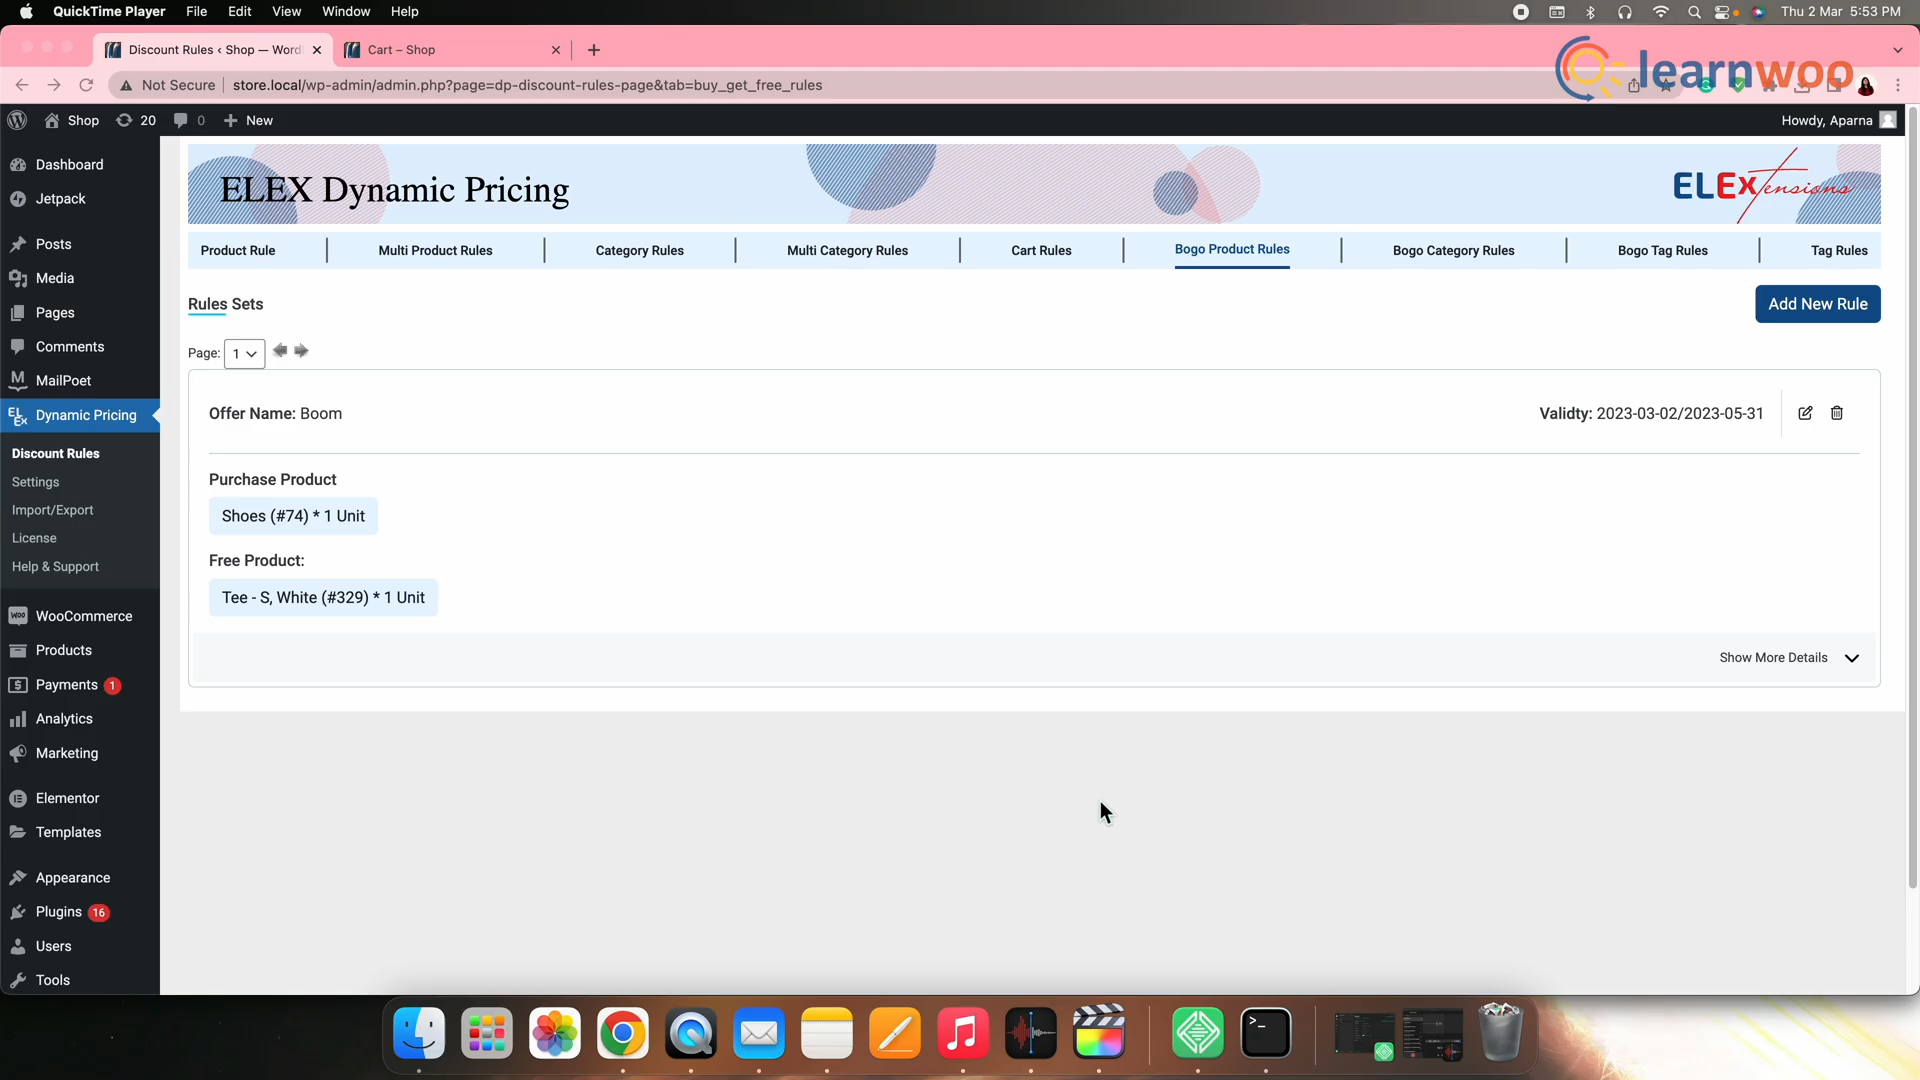 QuickTime Player File Edit View Window Help Thu 2 Mar 5:53 PM
Discount Rules ‹ Shop — Word Cart – Shop
learnwoo
Not Secure store.local/wp-admin/admin.php?page=dp-discount-rules-page&tab=buy_get_free_rules
Shop 20 0 New Howdy, Aparna
Dashboard
Jetpack
Posts
Media
Pages
Comments
MailPoet
Dynamic Pricing
Discount Rules
Settings
Import/Export
License
Help & Support
WooCommerce
Products
Payments 1
Analytics
Marketing
Elementor
Templates
Appearance
Plugins 16
Users
Tools
ELEX Dynamic Pricing
ELEXtensions
Product Rule Multi Product Rules Category Rules Multi Category Rules Cart Rules Bogo Product Rules Bogo Category Rules Bogo Tag Rules Tag Rules
Rules Sets Add New Rule
Page: 1
Offer Name: Boom Validty: 2023-03-02/2023-05-31
Purchase Product
Shoes (#74) * 1 Unit
Free Product:
Tee - S, White (#329) * 1 Unit
Show More Details